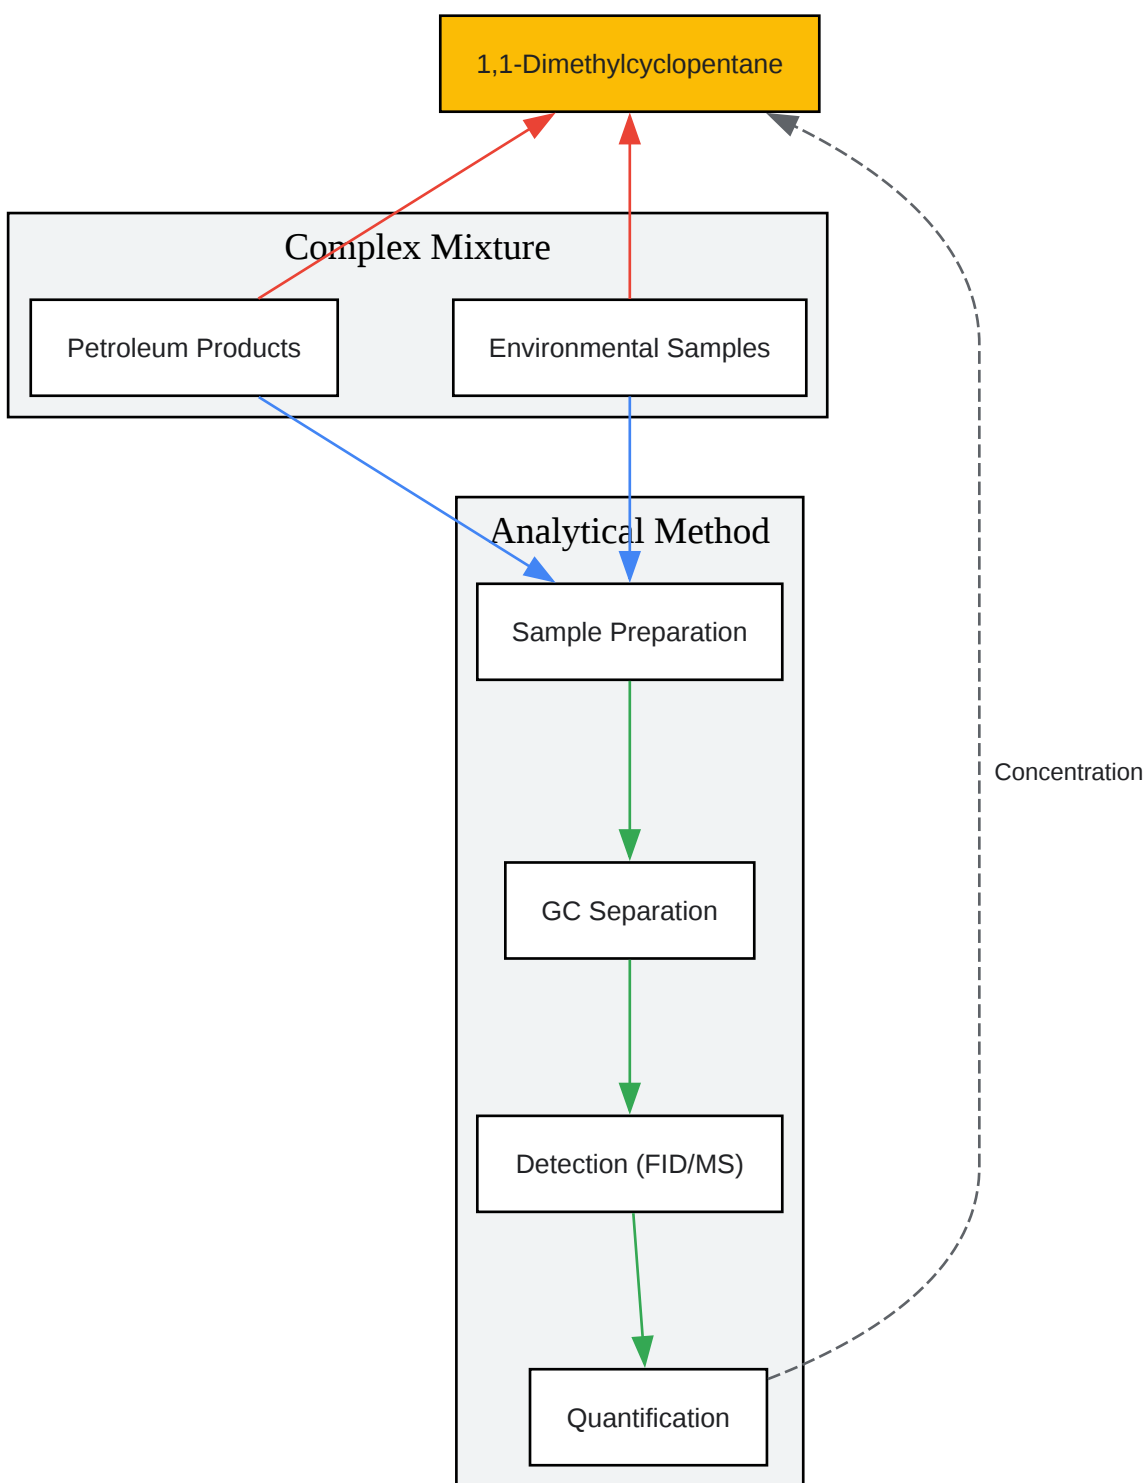 1,1-Dimethylcyclopentane
Complex Mixture
Petroleum Products
Environmental Samples
Analytical Method
Sample Preparation
Concentration
GC Separation
Detection (FID/MS)
Quantification